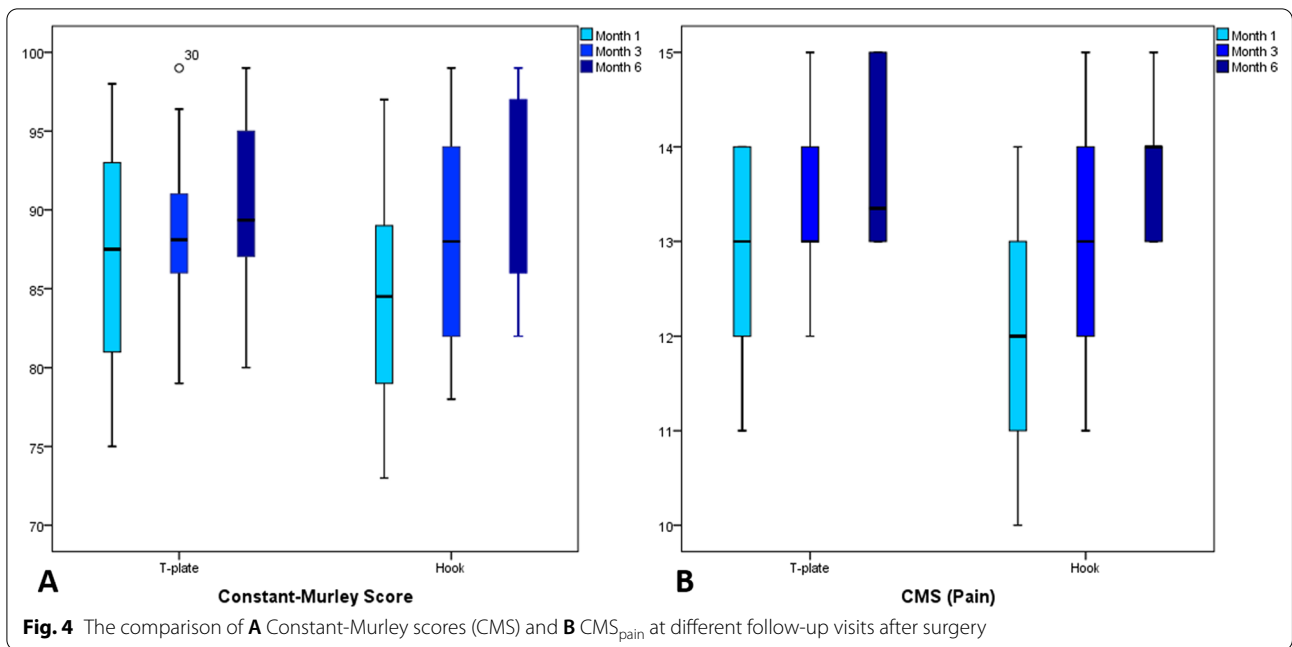 100
95
90
85
80
75
70
30
Month 1
Month 3
Month 6
T-plate
Hook
A
Constant-Murley Score
15
14
13
12
11
10
Month 1
Month 3
Month 6
T-plate
Hook
B
CMS (Pain)
Fig. 4 The comparison of A Constant-Murley scores (CMS) and B CMSpain at different follow-up visits after surgery